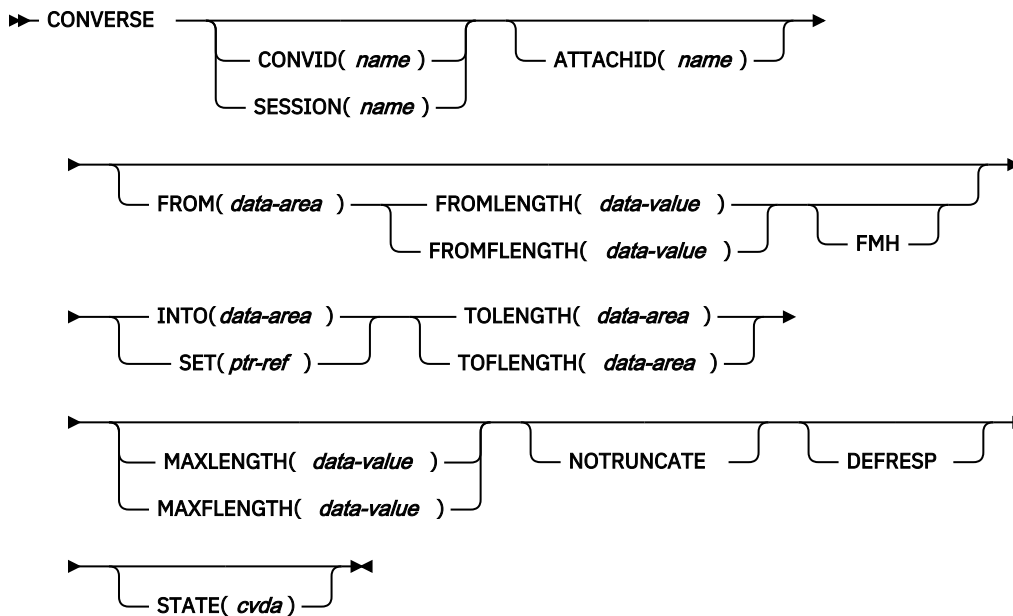 CONVERSE
CONVID( name ) ATTACHID( name )
SESSION( name )
FROM( data-area ) FROMLENGTH( data-value )
FROMFLENGTH( data-value ) FMH
INTO( data-area ) TOLENGTH( data-area )
SET( ptr-ref ) TOFLENGTH( data-area )
MAXLENGTH( data-value ) NOTRUNCATE DEFRESP
MAXFLENGTH( data-value )
STATE( cvda )